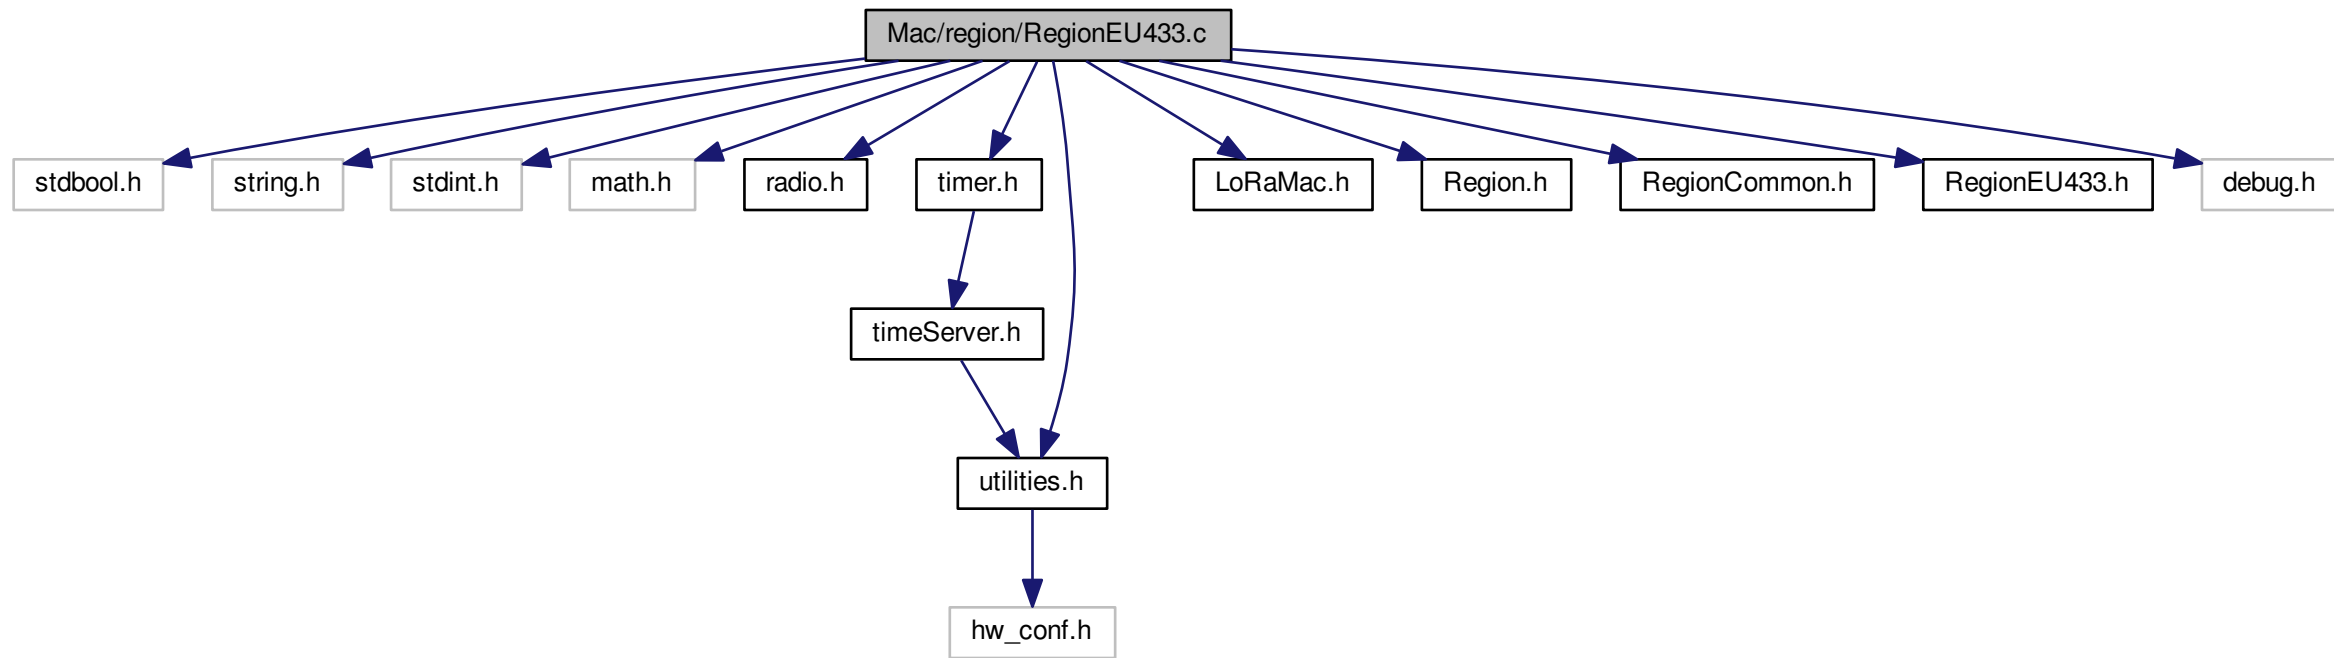 Mac/region/RegionEU433.c
stdbool.h
string.h
stdint.h
math.h
radio.h
timer.h
LoRaMac.h
Region.h
RegionCommon.h
RegionEU433.h
debug.h
timeServer.h
utilities.h
hw_conf.h